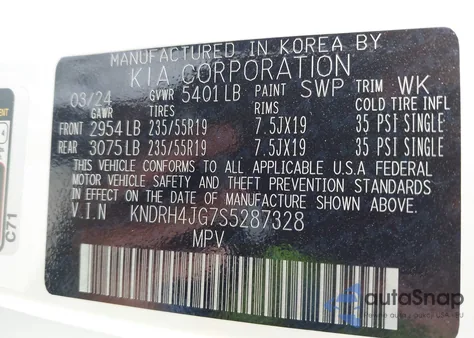 MANUFACTURED IN KOREA BY
KIA CORPORATION
03/24 GVWR 5401 LB PAINT SWP TRIM WK
GAWR TIRES RIMS COLD TIRE INFL
FRONT 2954 LB 235/55R19 7.5JX19 35 PSI SINGLE
REAR 3075 LB 235/55R19 7.5JX19 35 PSI SINGLE
THIS VEHICLE CONFORMS TO ALL APPLICABLE U.S.A FEDERAL
MOTOR VEHICLE SAFETY AND THEFT PREVENTION STANDARDS
IN EFFECT ON THE DATE OF MANUFACTURE SHOWN ABOVE.
V.I.N KNDRH4JG7S5287328
MPV
C71
autoSnap